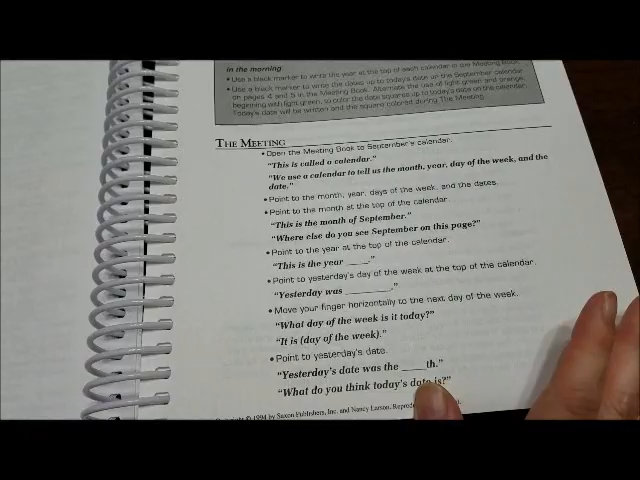 in the morning
• Use a black marker to write the year at the top of each calendar in the Meeting Book.
• Use a black marker to write the dates up to today's date on the September calendar
on pages 4 and 5 in the Meeting Book. Alternate the use of light green and orange,
beginning with light green, to color the date squares up to today's date on the calendar.
Today's date will be written and the square colored during The Meeting.
THE MEETING
• Open the Meeting Book to September's calendar.
"This is called a calendar."
"We use a calendar to tell us the month, year, day of the week, and the
date."
• Point to the month, year, days of the week, and the dates.
• Point to the month at the top of the calendar.
"This is the month of September."
"Where else do you see September on this page?"
• Point to the year at the top of the calendar.
"This is the year ____."
• Point to yesterday's day of the week at the top of the calendar.
"Yesterday was ________."
• Move your finger horizontally to the next day of the week.
"What day of the week is it today?"
"It is (day of the week)."
• Point to yesterday's date.
"Yesterday's date was the ____th."
"What do you think today's date is?"
Copyright © 1994 by Saxon Publishers, Inc. and Nancy Larson.